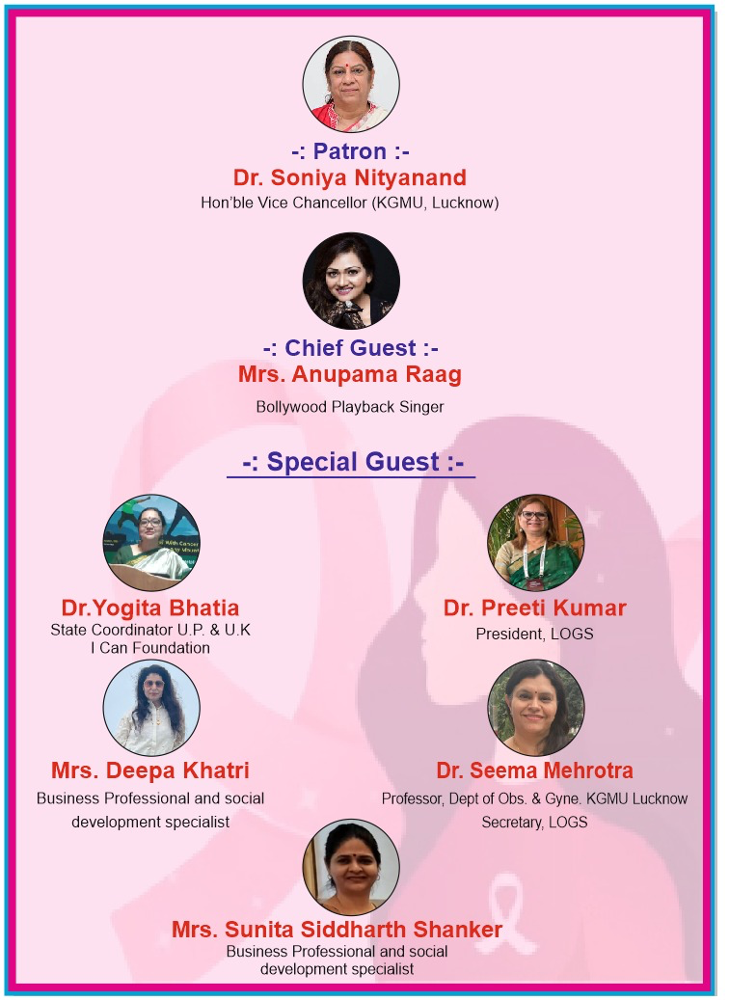 -: Patron :-
Dr. Soniya Nityanand
Hon'ble Vice Chancellor (KGMU, Lucknow)
-: Chief Guest :-
Mrs. Anupama Raag
Bollywood Playback Singer
-: Special Guest :-
Dr.Yogita Bhatia
State Coordinator U.P. & U.K
I Can Foundation
Dr. Preeti Kumar
President, LOGS
Mrs. Deepa Khatri
Business Professional and social
development specialist
Dr. Seema Mehrotra
Professor, Dept of Obs. & Gyne. KGMU Lucknow
Secretary, LOGS
Mrs. Sunita Siddharth Shanker
Business Professional and social
development specialist